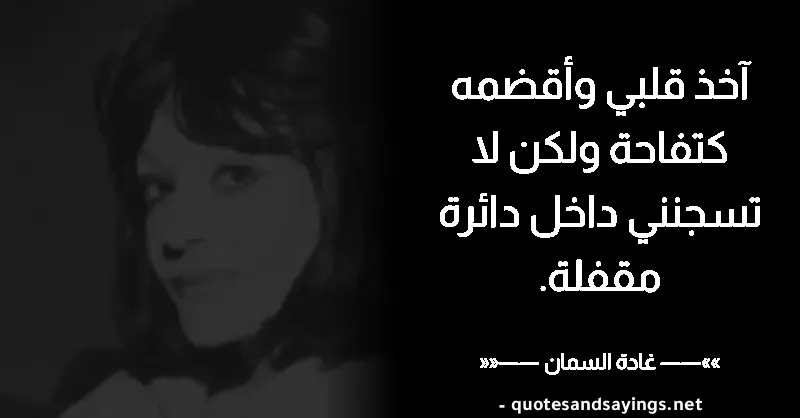 آخذ قلبي وأقضمه
كتفاحة ولكن لا
تسجنني داخل دائرة
مقفلة.
»»—— غادة السمان ——««
- quotesandsayings.net